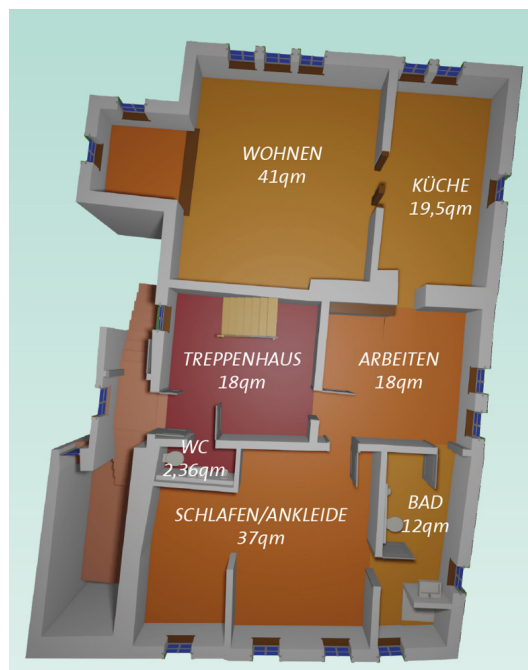 WOHNEN
41qm
KÜCHE
19,5qm
TREPPENHAUS
18qm
ARBEITEN
18qm
WC
2,36qm
SCHLAFEN/ANKLEIDE
37qm
BAD
12qm